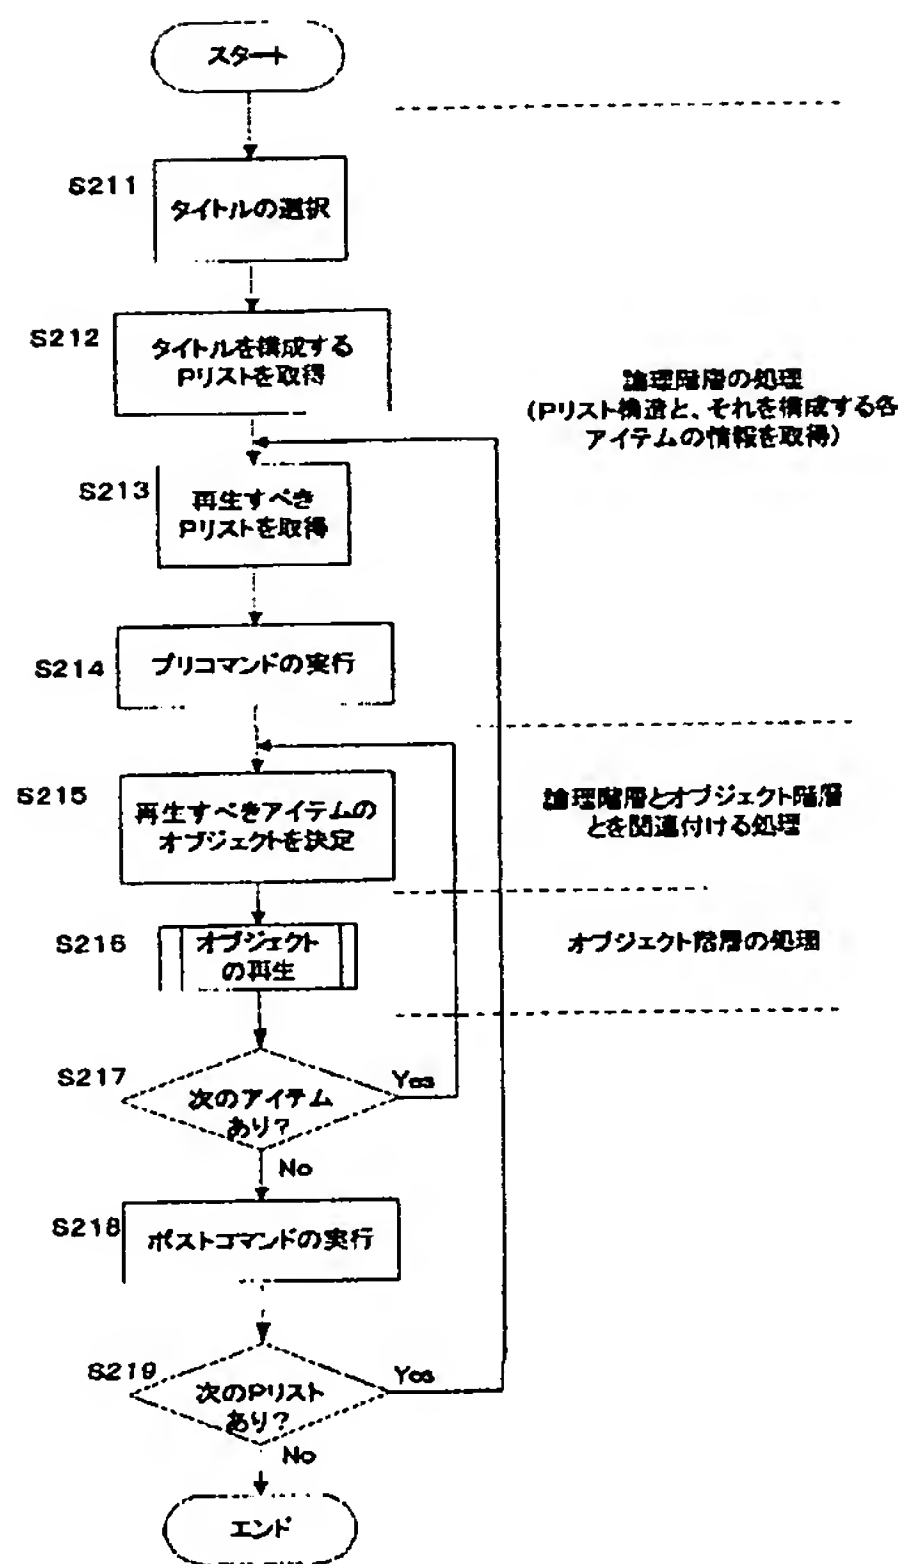 スタート
S211
タイトルの選択
S212
タイトルを構成する
Pリストを取得
論理階層の処理
(Pリスト構造と、それを構成する各
アイテムの情報を取得)
S213
再生すべき
Pリストを取得
S214
プリコマンドの実行
S215
再生すべきアイテムの
オブジェクトを決定
論理階層とオブジェクト階層
とを関連付ける処理
S216
オブジェクト
の再生
オブジェクト階層の処理
S217
次のアイテム
あり?
Yes
No
S218
ポストコマンドの実行
S219
次のPリスト
あり?
Yes
No
エンド